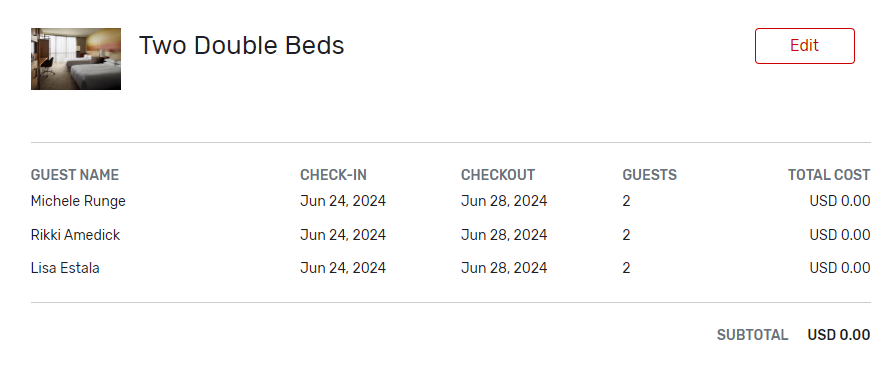 Two Double Beds
Edit
GUEST NAME CHECK-IN CHECKOUT GUESTS TOTAL COST
Michele Runge Jun 24, 2024 Jun 28, 2024 2 USD 0.00
Rikki Amedick Jun 24, 2024 Jun 28, 2024 2 USD 0.00
Lisa Estala Jun 24, 2024 Jun 28, 2024 2 USD 0.00
SUBTOTAL USD 0.00